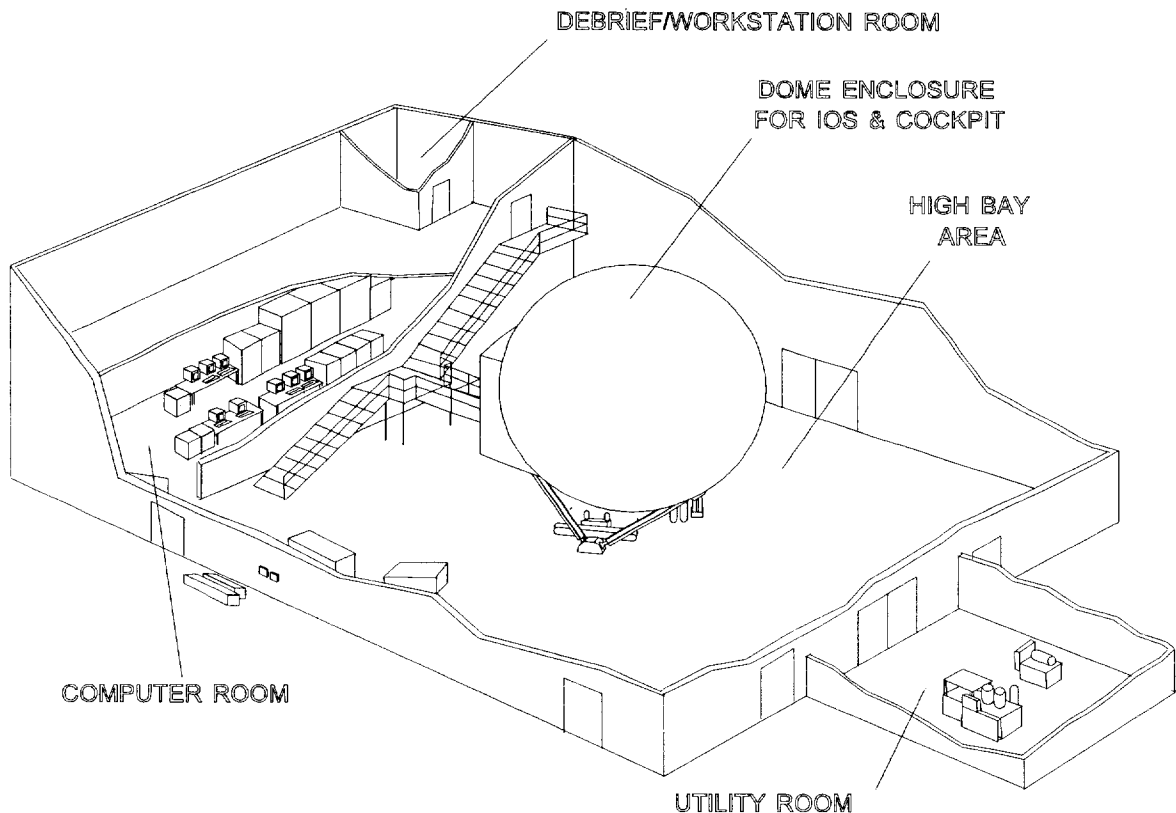 DEBRIEF/WORKSTATION ROOM
DOME ENCLOSURE
FOR IOS & COCKPIT
HIGH BAY
AREA
COMPUTER ROOM
UTILITY ROOM